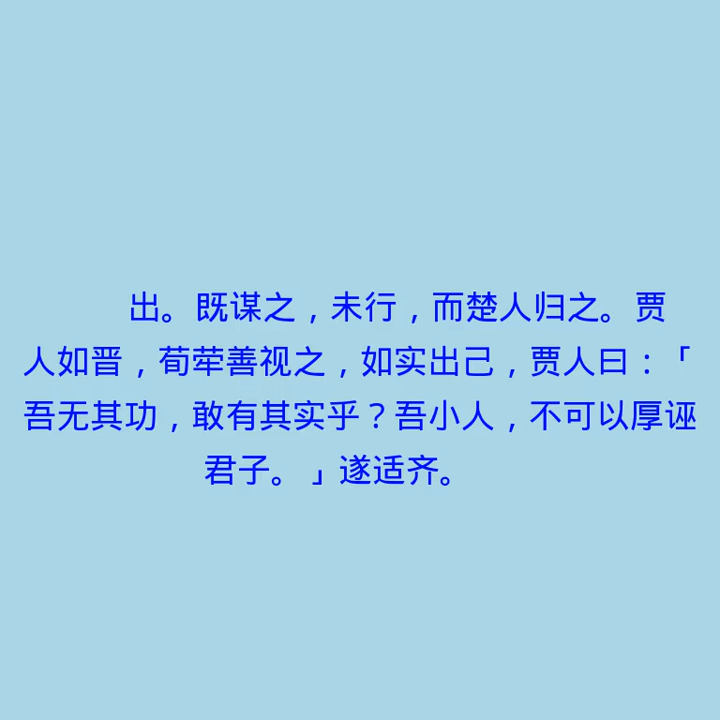 出。既谋之，未行，而楚人归之。贾
人如晋，荀荦善视之，如实出己，贾人曰：「
吾无其功，敢有其实乎？吾小人，不可以厚诬
君子。」遂适齐。